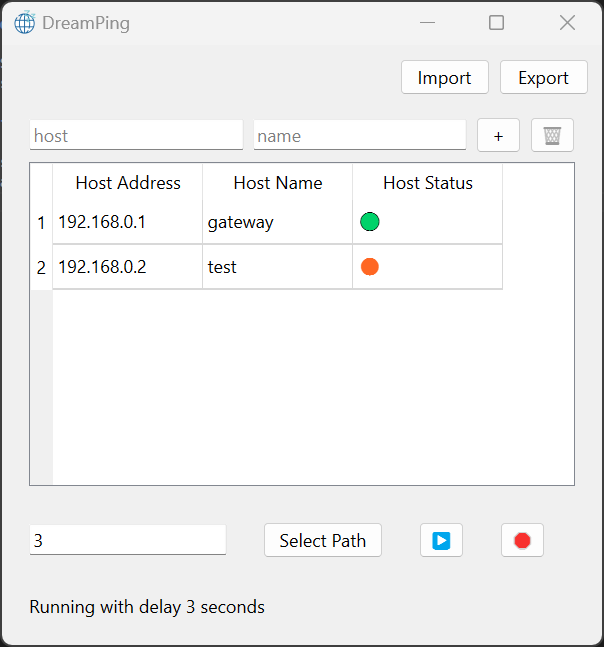 DreamPing
Import Export
host name +
Host Address Host Name Host Status
1 192.168.0.1 gateway
2 192.168.0.2 test
3 Select Path
Running with delay 3 seconds